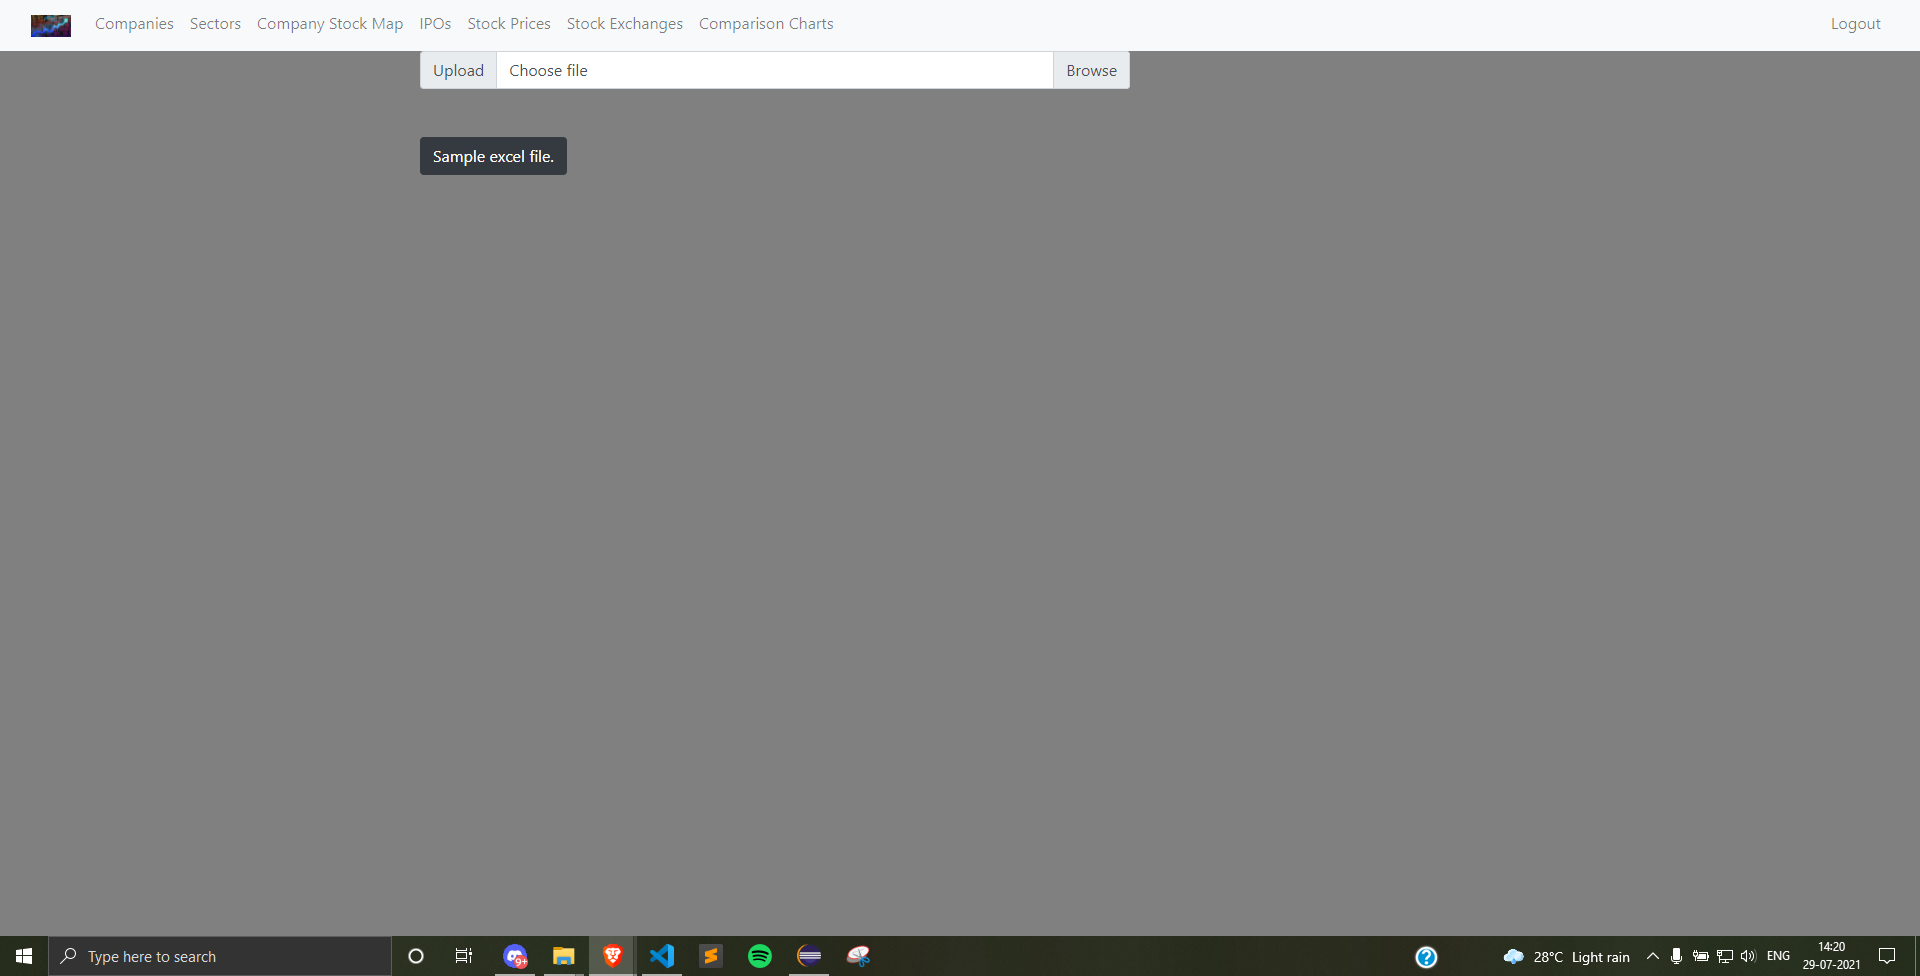 Companies Sectors Company Stock Map IPOs Stock Prices Stock Exchanges Comparison Charts Logout
Upload Choose file Browse
Sample excel file.
Type here to search 9+ 28°C Light rain ENG 14:20
29-07-2021